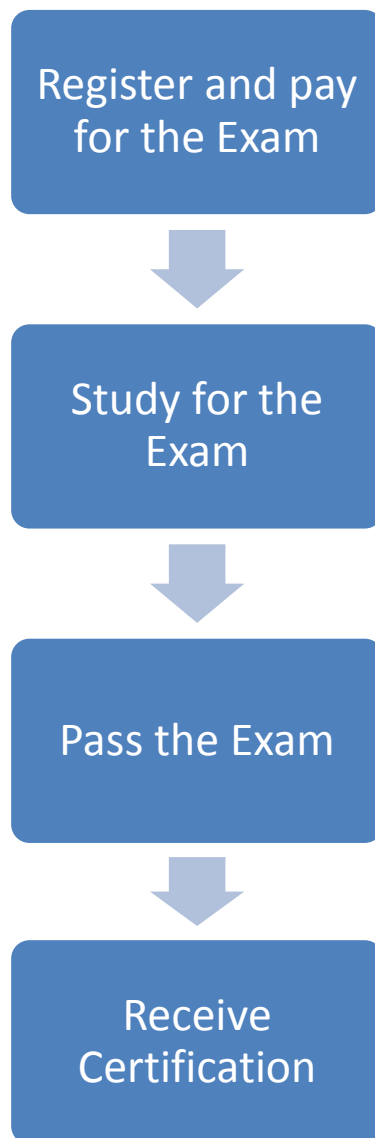 Register and pay
for the Exam
Study for the
Exam
Pass the Exam
Receive
Certification